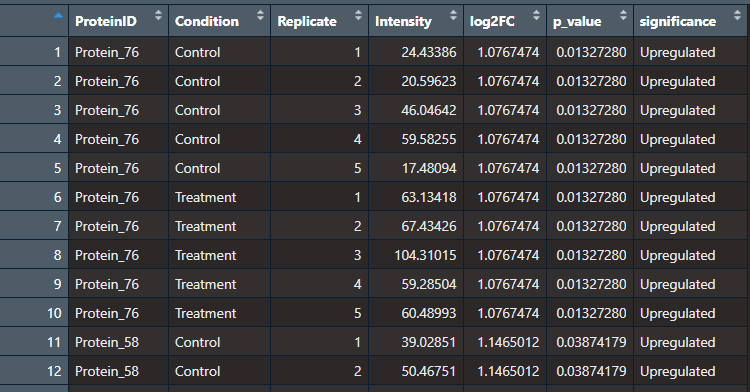 ProteinID Condition Replicate Intensity log2FC p_value significance
1 Protein_76 Control 1 24.43386 1.0767474 0.01327280 Upregulated
2 Protein_76 Control 2 20.59623 1.0767474 0.01327280 Upregulated
3 Protein_76 Control 3 46.04642 1.0767474 0.01327280 Upregulated
4 Protein_76 Control 4 59.58255 1.0767474 0.01327280 Upregulated
5 Protein_76 Control 5 17.48094 1.0767474 0.01327280 Upregulated
6 Protein_76 Treatment 1 63.13418 1.0767474 0.01327280 Upregulated
7 Protein_76 Treatment 2 67.43426 1.0767474 0.01327280 Upregulated
8 Protein_76 Treatment 3 104.31015 1.0767474 0.01327280 Upregulated
9 Protein_76 Treatment 4 59.28504 1.0767474 0.01327280 Upregulated
10 Protein_76 Treatment 5 60.48993 1.0767474 0.01327280 Upregulated
11 Protein_58 Control 1 39.02851 1.1465012 0.03874179 Upregulated
12 Protein_58 Control 2 50.46751 1.1465012 0.03874179 Upregulated